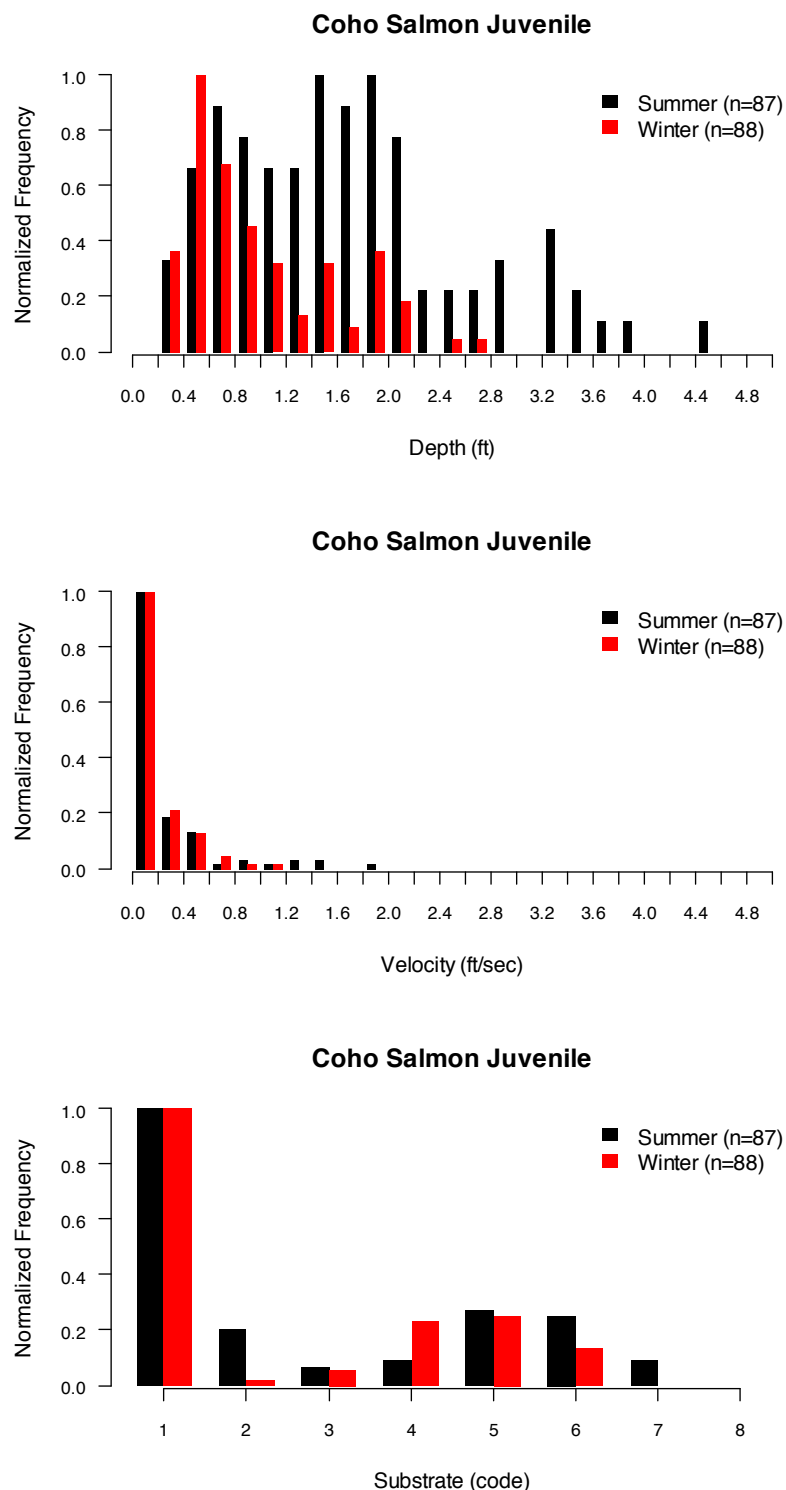 Coho Salmon Juvenile
Normalized Frequency
1.0
0.8
0.6
0.4
0.2
0.0
Summer (n=87)
Winter (n=88)
0.0 0.4 0.8 1.2 1.6 2.0 2.4 2.8 3.2 3.6 4.0 4.4 4.8
Depth (ft)
Coho Salmon Juvenile
Normalized Frequency
1.0
0.8
0.6
0.4
0.2
0.0
Summer (n=87)
Winter (n=88)
0.0 0.4 0.8 1.2 1.6 2.0 2.4 2.8 3.2 3.6 4.0 4.4 4.8
Velocity (ft/sec)
Coho Salmon Juvenile
Normalized Frequency
1.0
0.8
0.6
0.4
0.2
0.0
Summer (n=87)
Winter (n=88)
1 2 3 4 5 6 7 8
Substrate (code)